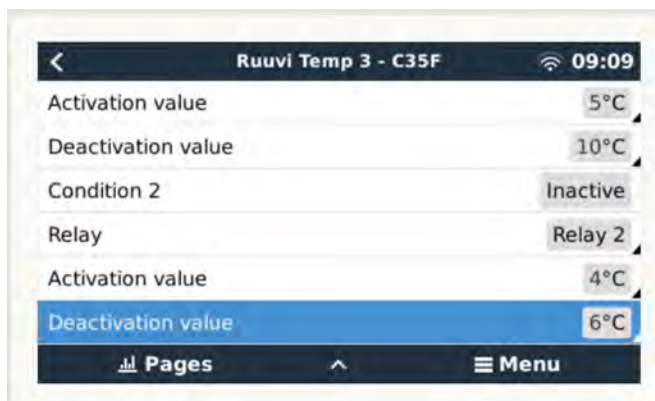 Ruuvi Temp 3 - C35F 09:09
Activation value 5°C
Deactivation value 10°C
Condition 2 Inactive
Relay Relay 2
Activation value 4°C
Deactivation value 6°C
Pages Menu